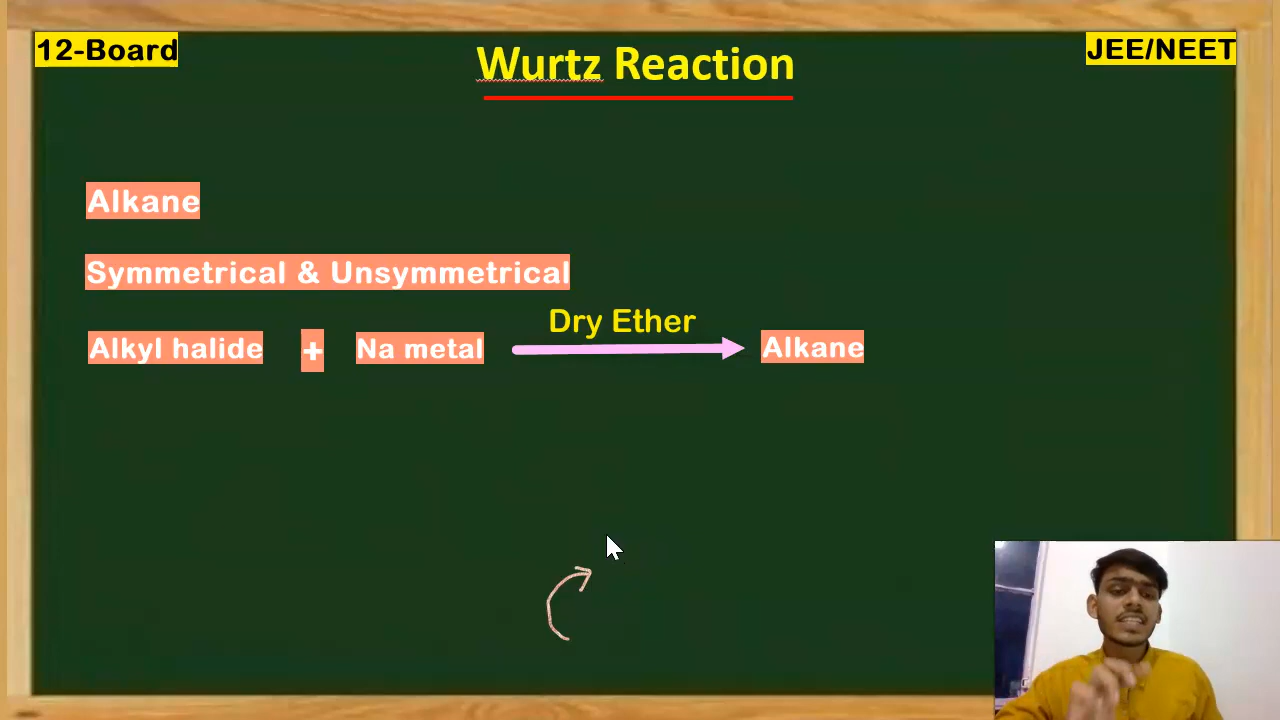 12-Board
Wurtz Reaction
JEE/NEET
Alkane
Symmetrical & Unsymmetrical
Dry Ether
Alkyl halide + Na metal Alkane